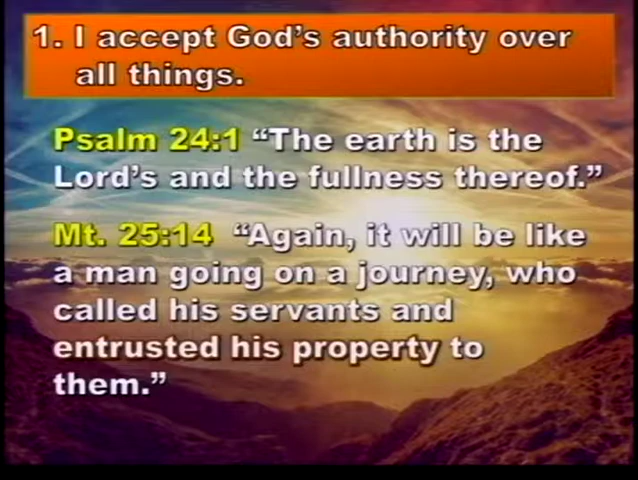 1. I accept God's authority over
all things.
Psalm 24:1 “The earth is the
Lord's and the fullness thereof.”
Mt. 25:14 “Again, it will be like
a man going on a journey, who
called his servants and
entrusted his property to
them.”